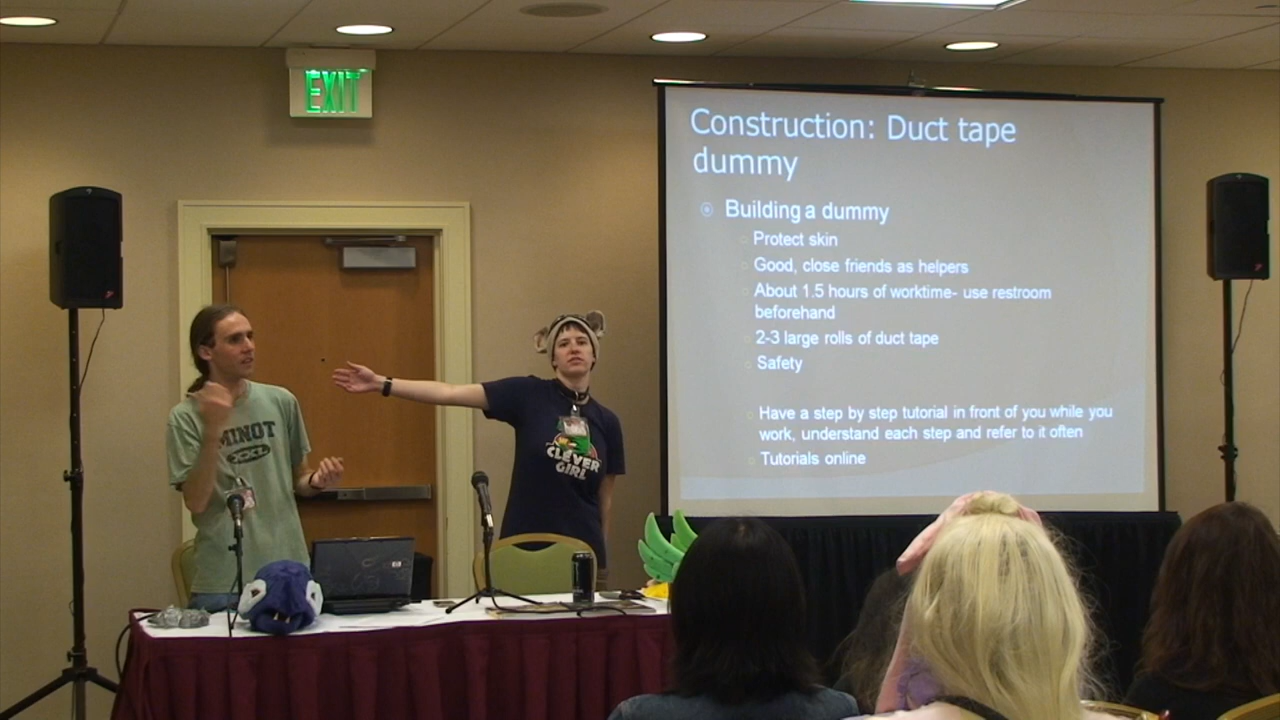 EXIT
Construction: Duct tape
dummy
Building a dummy
Protect skin
Good, close friends as helpers
About 1.5 hours of worktime- use restroom
beforehand
2-3 large rolls of duct tape
Safety
Have a step by step tutorial in front of you while you
work, understand each step and refer to it often
Tutorials online
MINOT
XXL
CLEVER
GIRL
hp